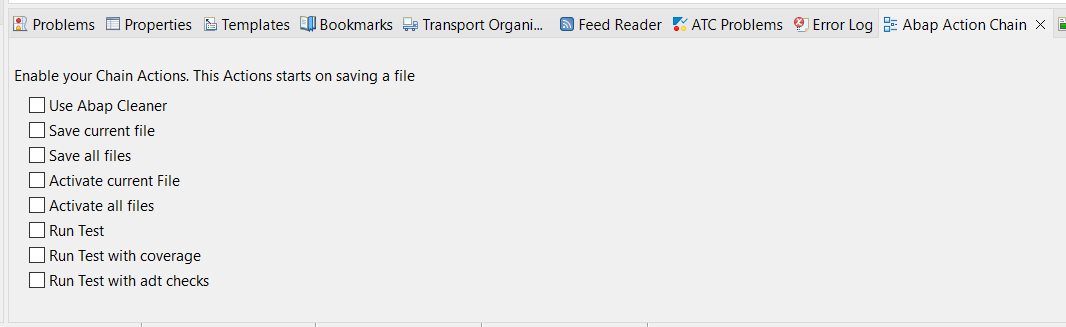 Problems Properties Templates Bookmarks Transport Organi... Feed Reader ATC Problems Error Log Abap Action Chain
Enable your Chain Actions. This Actions starts on saving a file
Use Abap Cleaner
Save current file
Save all files
Activate current File
Activate all files
Run Test
Run Test with coverage
Run Test with adt checks